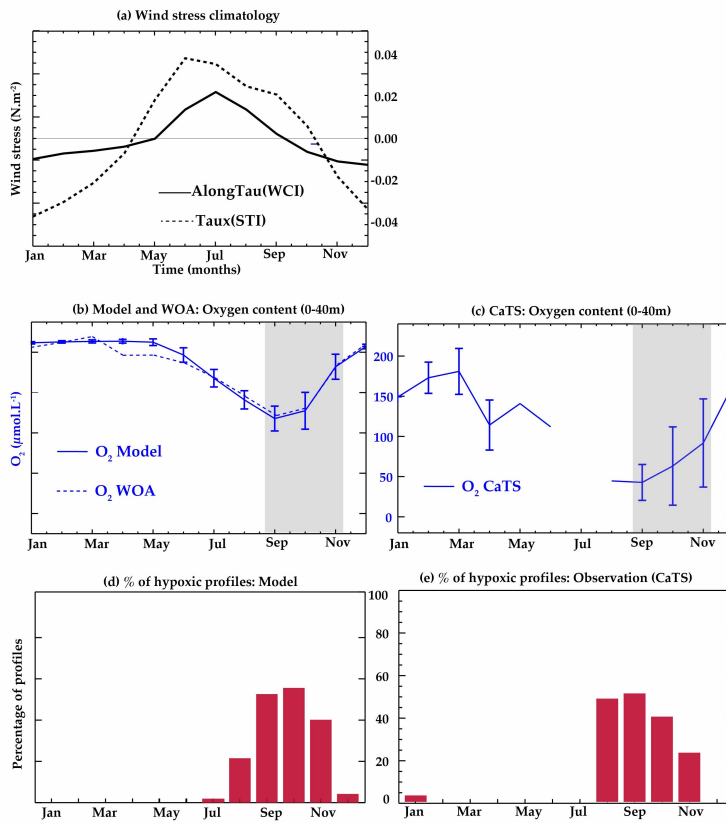 (a) Wind stress climatology
Wind stress (N.m⁻²)
0.04
0.02
0.00
-0.02
-0.04
AlongTau(WCI)
Taux(STI)
Jan Mar May Jul Sep Nov
Time (months)
(b) Model and WOA: Oxygen content (0-40m)
O₂ (μmol.L⁻¹)
O₂ Model
O₂ WOA
Jan Mar May Jul Sep Nov
(c) CaTS: Oxygen content (0-40m)
200
150
100
50
0
O₂ CaTS
Jan Mar May Jul Sep Nov
(d) % of hypoxic profiles: Model
Percentage of profiles
Jan Mar May Jul Sep Nov
(e) % of hypoxic profiles: Observation (CaTS)
100
80
60
40
20
0
Jan Mar May Jul Sep Nov